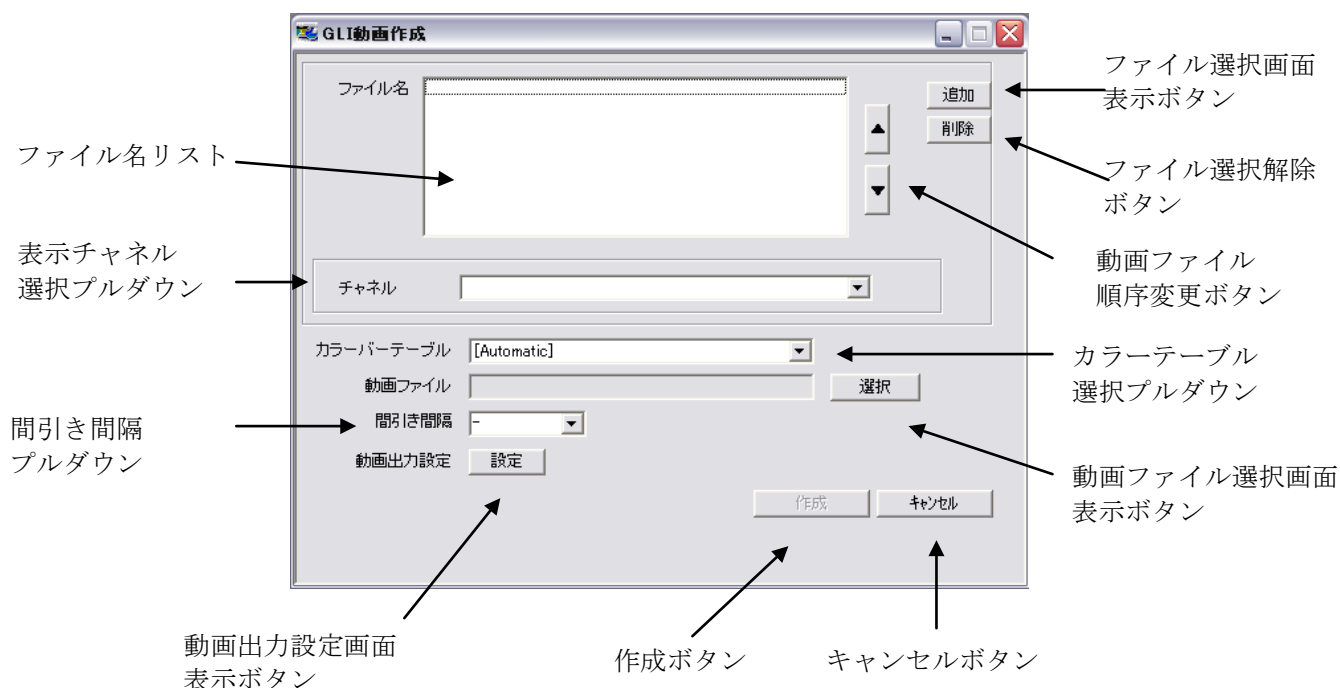 GLI動画作成
ファイル選択画面
表示ボタン
ファイル名
追加
削除
ファイル名リスト
ファイル選択解除
ボタン
表示チャネル
選択プルダウン
動画ファイル
順序変更ボタン
チャネル
カラーバーテーブル
[Automatic]
カラーテーブル
選択プルダウン
動画ファイル
選択
間引き間隔
-
間引き間隔
プルダウン
動画出力設定
設定
動画ファイル選択画面
表示ボタン
作成
キャンセル
動画出力設定画面
表示ボタン
作成ボタン
キャンセルボタン